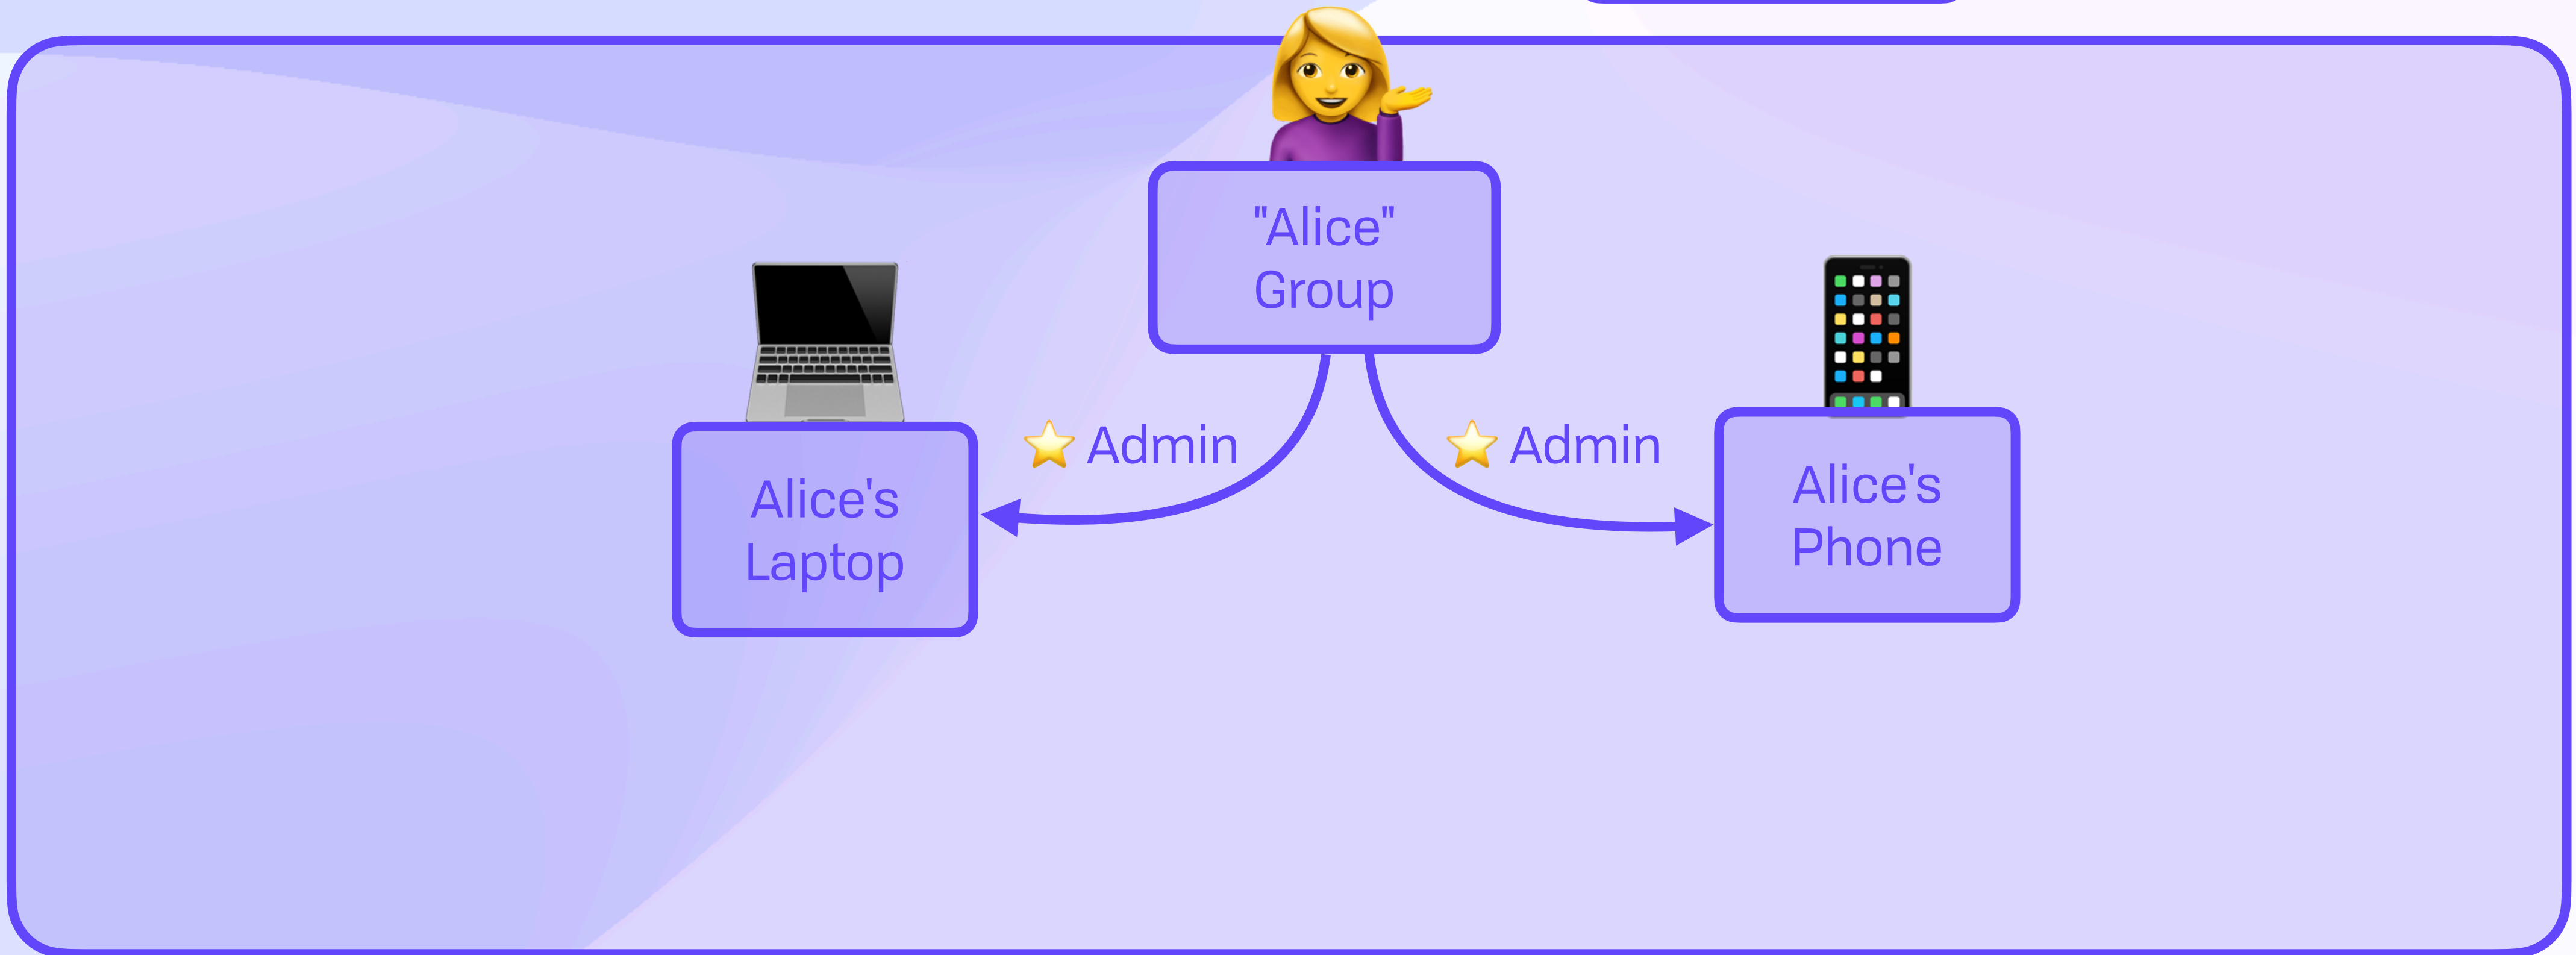 "Alice"
Group
⭐ Admin
⭐ Admin
Alice's
Laptop
Alice's
Phone